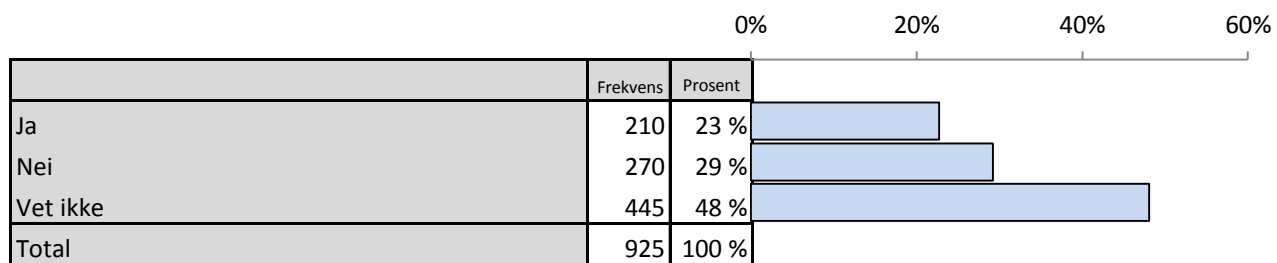 0% 20% 40% 60%
Frekvens Prosent
Ja 210 23 %
Nei 270 29 %
Vet ikke 445 48 %
Total 925 100 %